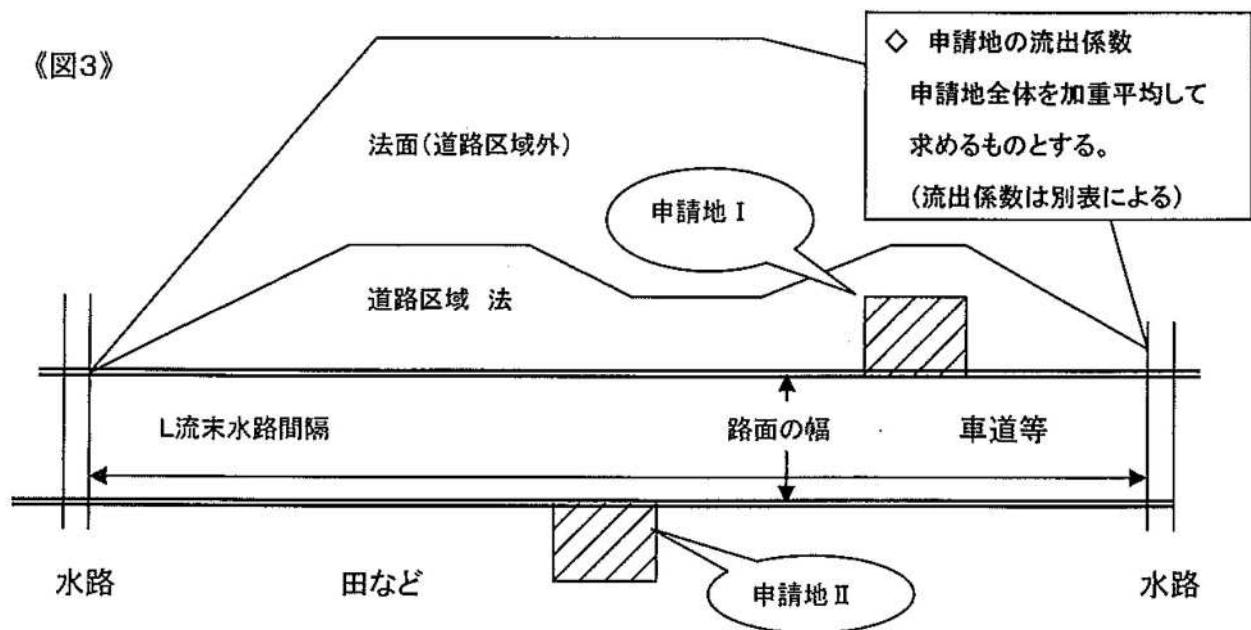 《図3》
◇ 申請地の流出係数
申請地全体を加重平均して
求めるものとする。
(流出係数は別表による)
法面(道路区域外)
申請地Ⅰ
道路区域 法
L流末水路間隔
路面の幅
車道等
水路
田など
申請地Ⅱ
水路